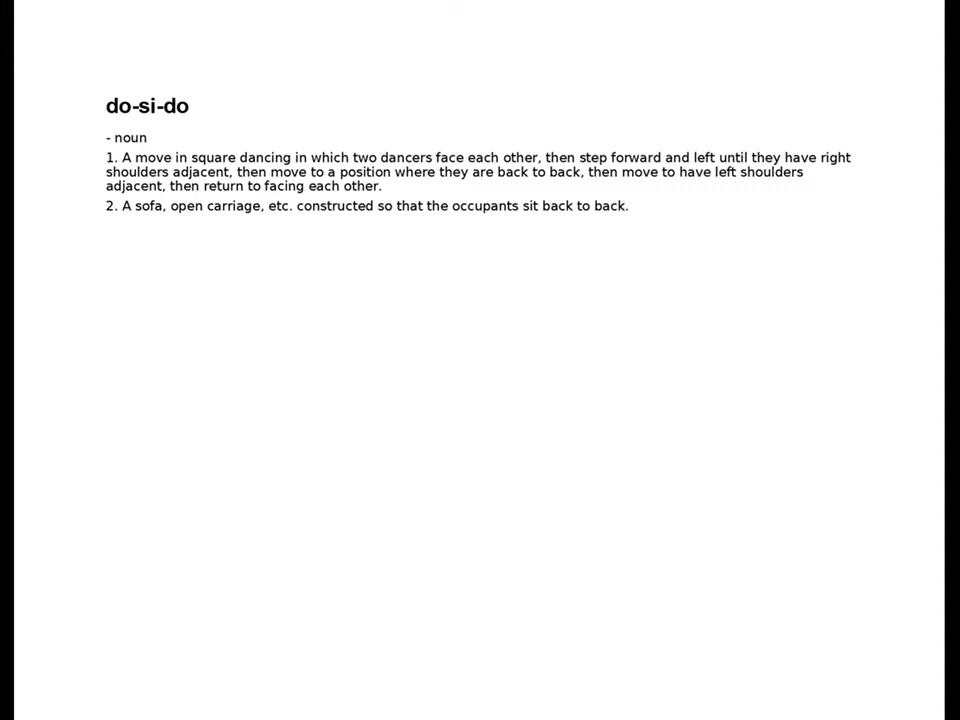 do-si-do
- noun
1. A move in square dancing in which two dancers face each other, then step forward and left until they have right
shoulders adjacent, then move to a position where they are back to back, then move to have left shoulders
adjacent, then return to facing each other.
2. A sofa, open carriage, etc. constructed so that the occupants sit back to back.